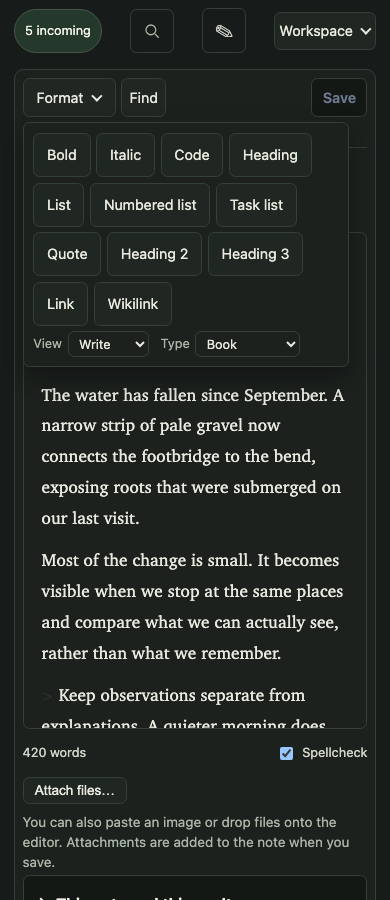 5 incoming
Workspace
Format
Find
Save
Bold
Italic
Code
Heading
List
Numbered list
Task list
Quote
Heading 2
Heading 3
Link
Wikilink
View
Write
Type
Book
The water has fallen since September. A
narrow strip of pale gravel now
connects the footbridge to the bend,
exposing roots that were submerged on
our last visit.
Most of the change is small. It becomes
visible when we stop at the same places
and compare what we can actually see,
rather than what we remember.
> Keep observations separate from
explanations. A quieter morning does
420 words
Spellcheck
Attach files…
You can also paste an image or drop files onto the
editor. Attachments are added to the note when you
save.